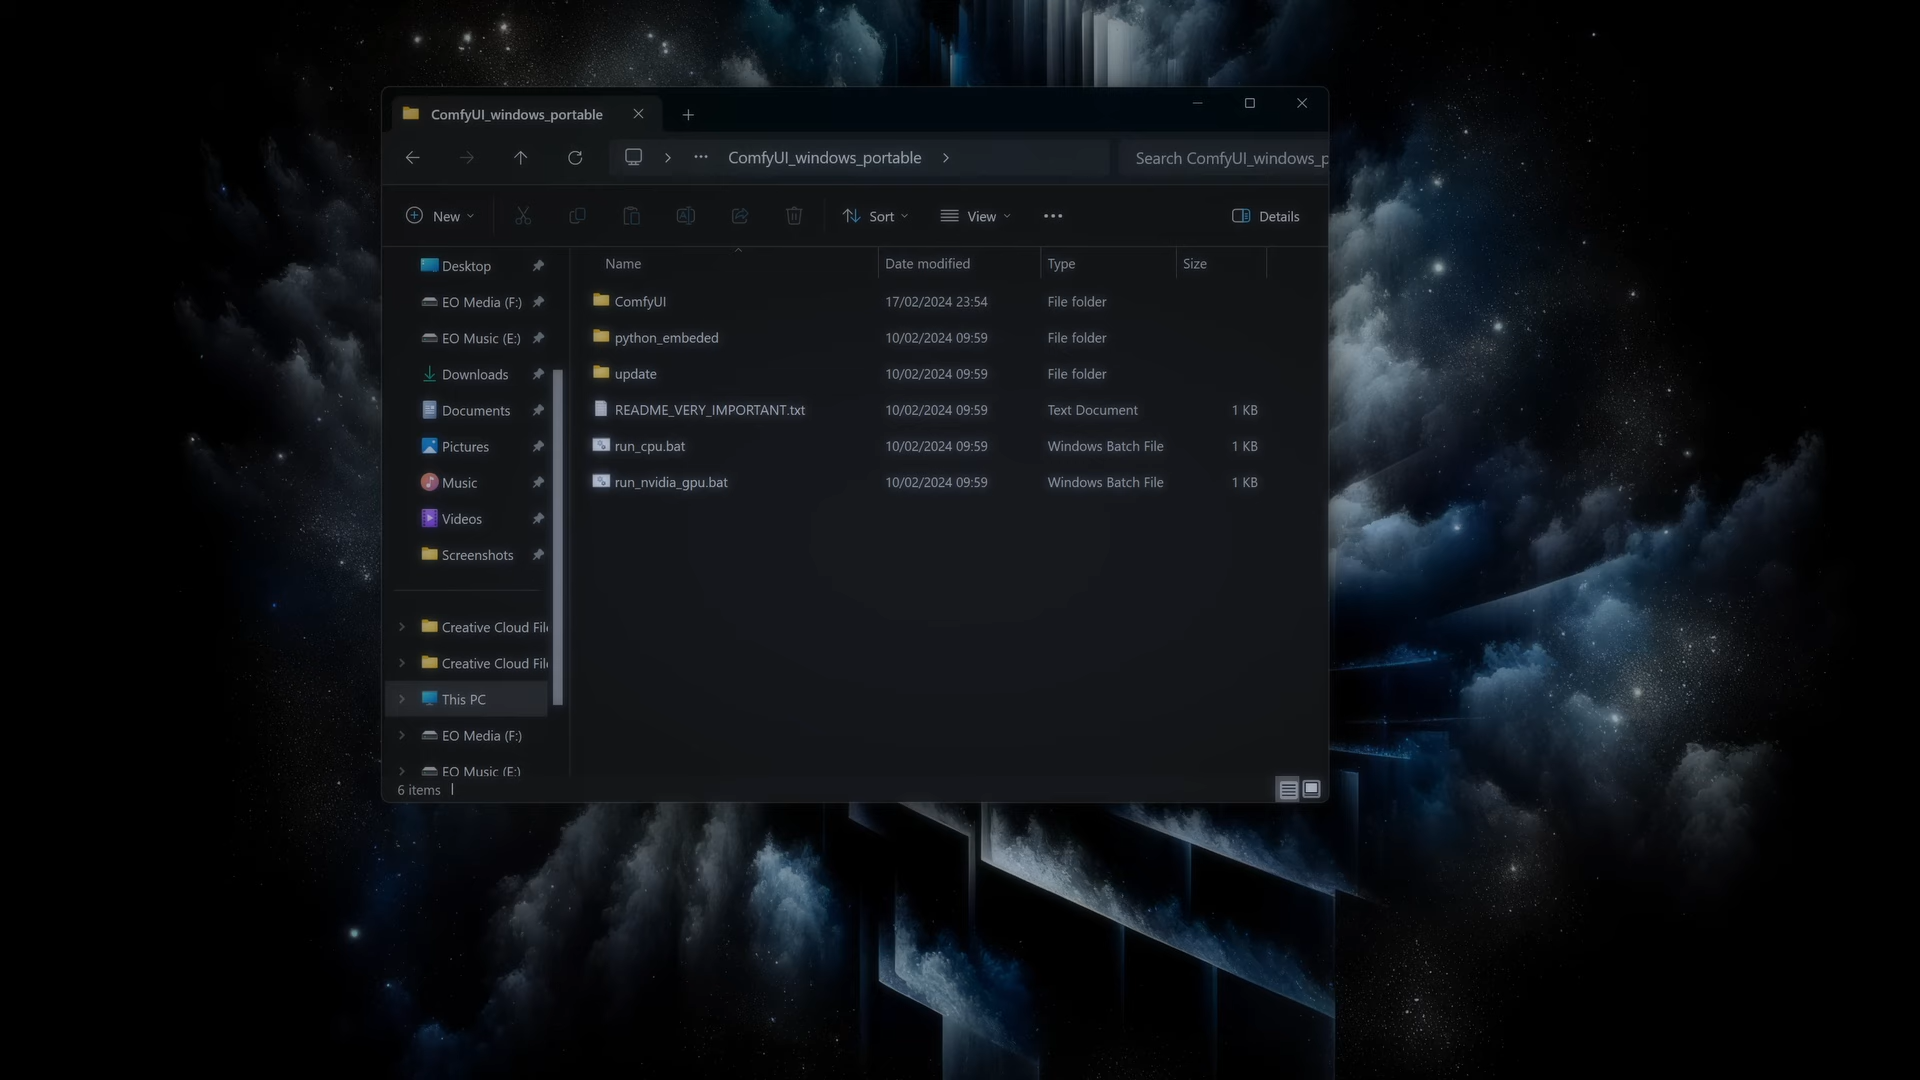 ComfyUI_windows_portable
ComfyUI_windows_portable
Search ComfyUI_windows_p
New
Sort
View
Details
Name Date modified Type Size
Desktop
EO Media (F:)
EO Music (E:)
Downloads
Documents
Pictures
Music
Videos
Screenshots
Creative Cloud Fil
Creative Cloud Fil
This PC
EO Media (F:)
EO Music (E:)
ComfyUI 17/02/2024 23:54 File folder
python_embeded 10/02/2024 09:59 File folder
update 10/02/2024 09:59 File folder
README_VERY_IMPORTANT.txt 10/02/2024 09:59 Text Document 1 KB
run_cpu.bat 10/02/2024 09:59 Windows Batch File 1 KB
run_nvidia_gpu.bat 10/02/2024 09:59 Windows Batch File 1 KB
6 items